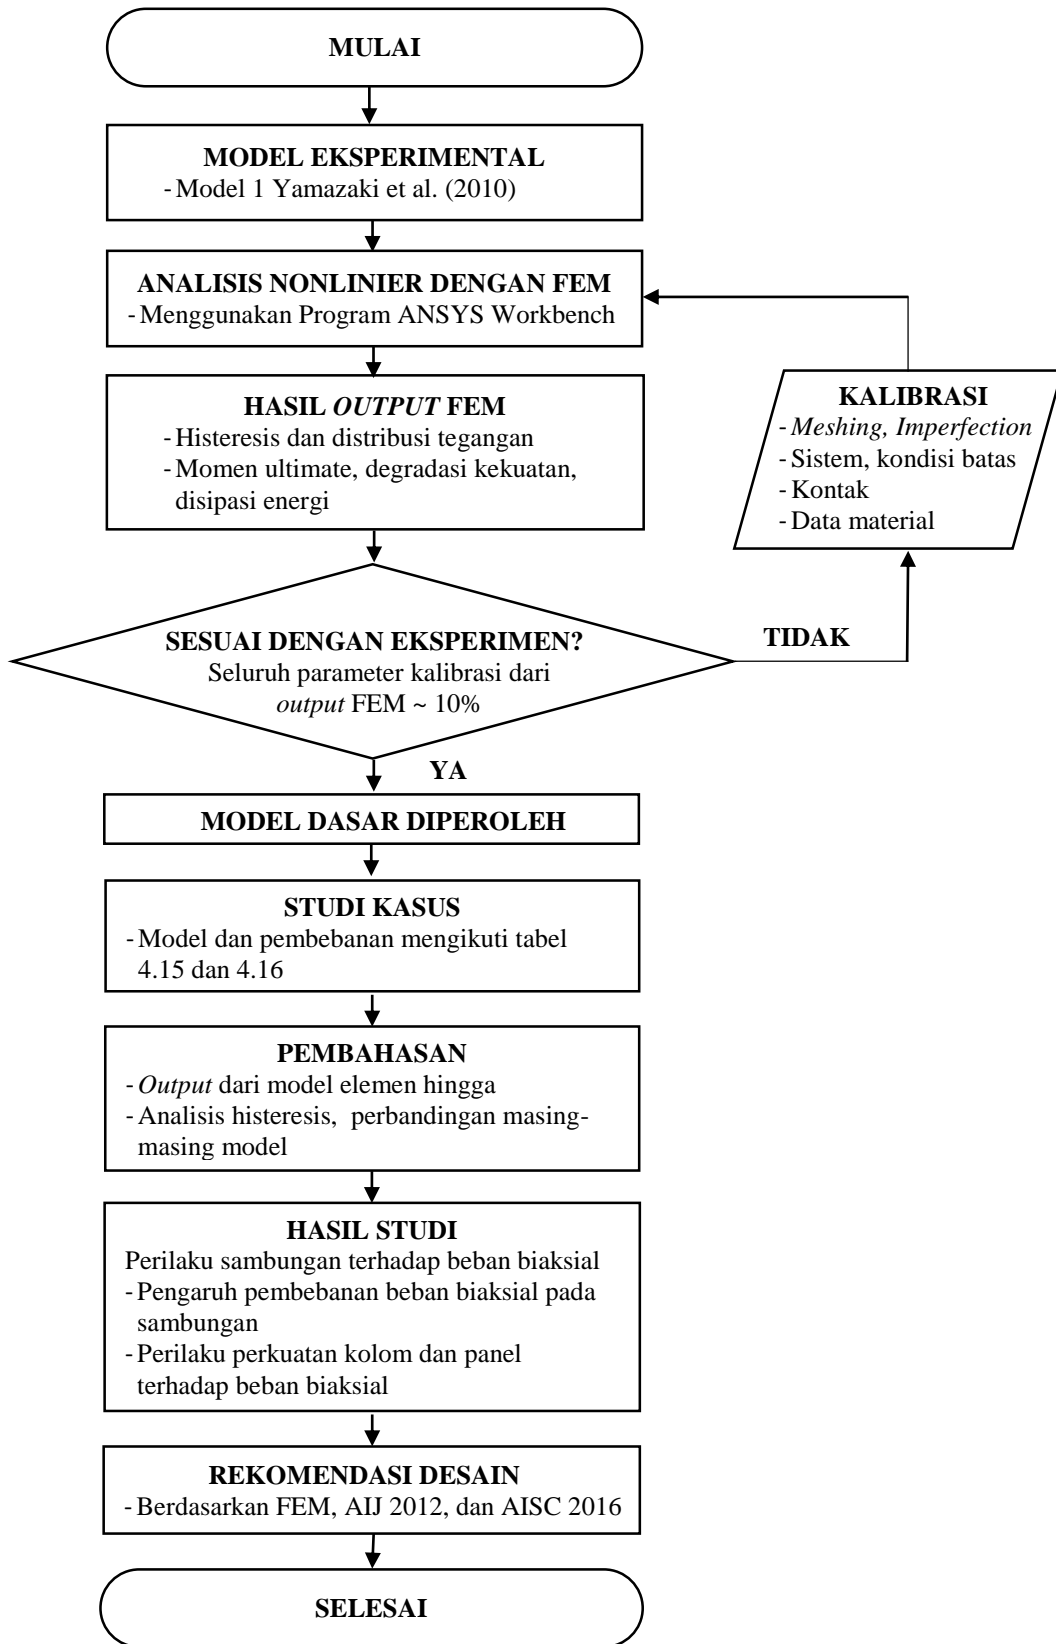 MULAI
MODEL EKSPERIMENTAL
- Model 1 Yamazaki et al. (2010)
ANALISIS NONLINIER DENGAN FEM
- Menggunakan Program ANSYS Workbench
HASIL OUTPUT FEM
- Histeresis dan distribusi tegangan
- Momen ultimate, degradasi kekuatan,
disipasi energi
KALIBRASI
- Meshing, Imperfection
- Sistem, kondisi batas
- Kontak
- Data material
SESUAI DENGAN EKSPERIMEN?
Seluruh parameter kalibrasi dari
output FEM ~ 10%
TIDAK
YA
MODEL DASAR DIPEROLEH
STUDI KASUS
- Model dan pembebanan mengikuti tabel
4.15 dan 4.16
PEMBAHASAN
- Output dari model elemen hingga
- Analisis histeresis, perbandingan masing-
masing model
HASIL STUDI
Perilaku sambungan terhadap beban biaksial
- Pengaruh pembebanan beban biaksial pada
sambungan
- Perilaku perkuatan kolom dan panel
terhadap beban biaksial
REKOMENDASI DESAIN
- Berdasarkan FEM, AIJ 2012, dan AISC 2016
SELESAI